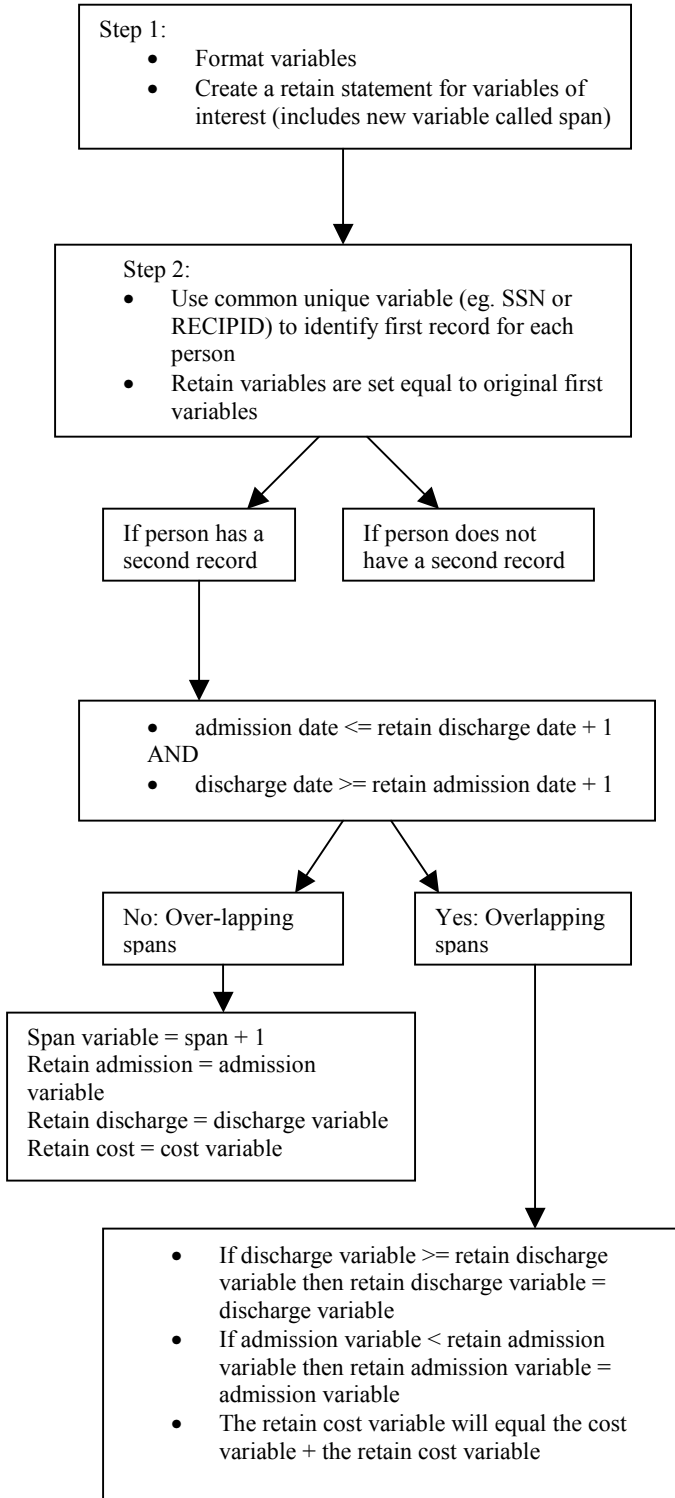 Step 1:
• Format variables
• Create a retain statement for variables of
interest (includes new variable called span)
Step 2:
• Use common unique variable (eg. SSN or
RECIPID) to identify first record for each
person
• Retain variables are set equal to original first
variables
If person has a
second record
If person does not
have a second record
• admission date <= retain discharge date + 1
AND
• discharge date >= retain admission date + 1
No: Over-lapping
spans
Yes: Overlapping
spans
Span variable = span + 1
Retain admission = admission
variable
Retain discharge = discharge variable
Retain cost = cost variable
• If discharge variable >= retain discharge
variable then retain discharge variable =
discharge variable
• If admission variable < retain admission
variable then retain admission variable =
admission variable
• The retain cost variable will equal the cost
variable + the retain cost variable